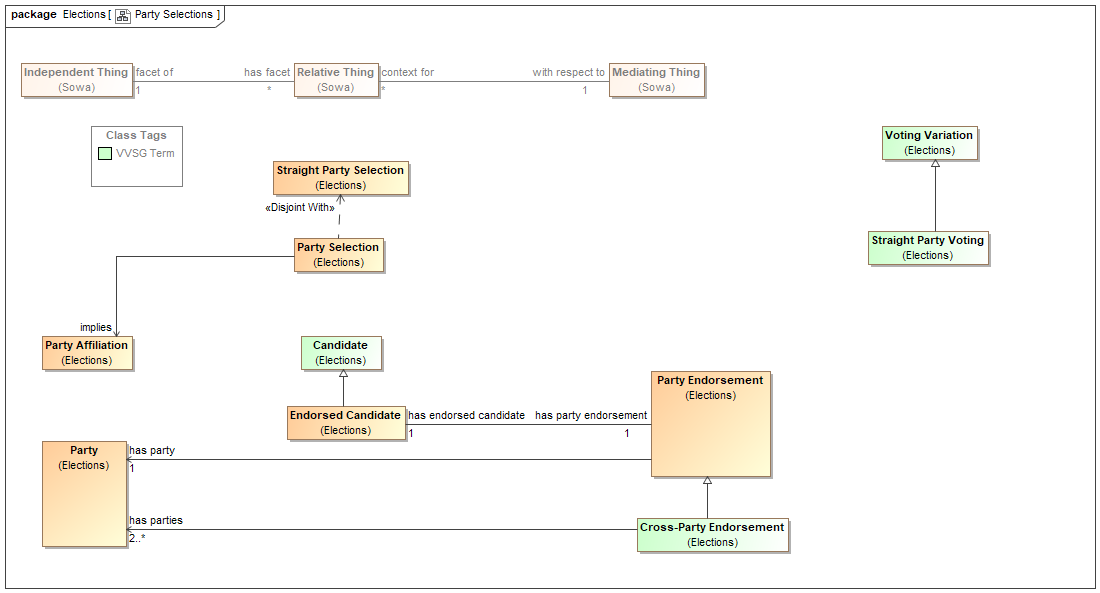 package Elections [ Party Selections ]
Independent Thing
(Sowa)
facet of
1
has facet
*
Relative Thing
(Sowa)
context for
*
with respect to
1
Mediating Thing
(Sowa)
Class Tags
VVSG Term
Voting Variation
(Elections)
Straight Party Selection
(Elections)
«Disjoint With»
Straight Party Voting
(Elections)
Party Selection
(Elections)
implies
Party Affiliation
(Elections)
Candidate
(Elections)
Party Endorsement
(Elections)
Endorsed Candidate
(Elections)
has endorsed candidate
1
has party endorsement
1
Party
(Elections)
has party
1
has parties
2..*
Cross-Party Endorsement
(Elections)